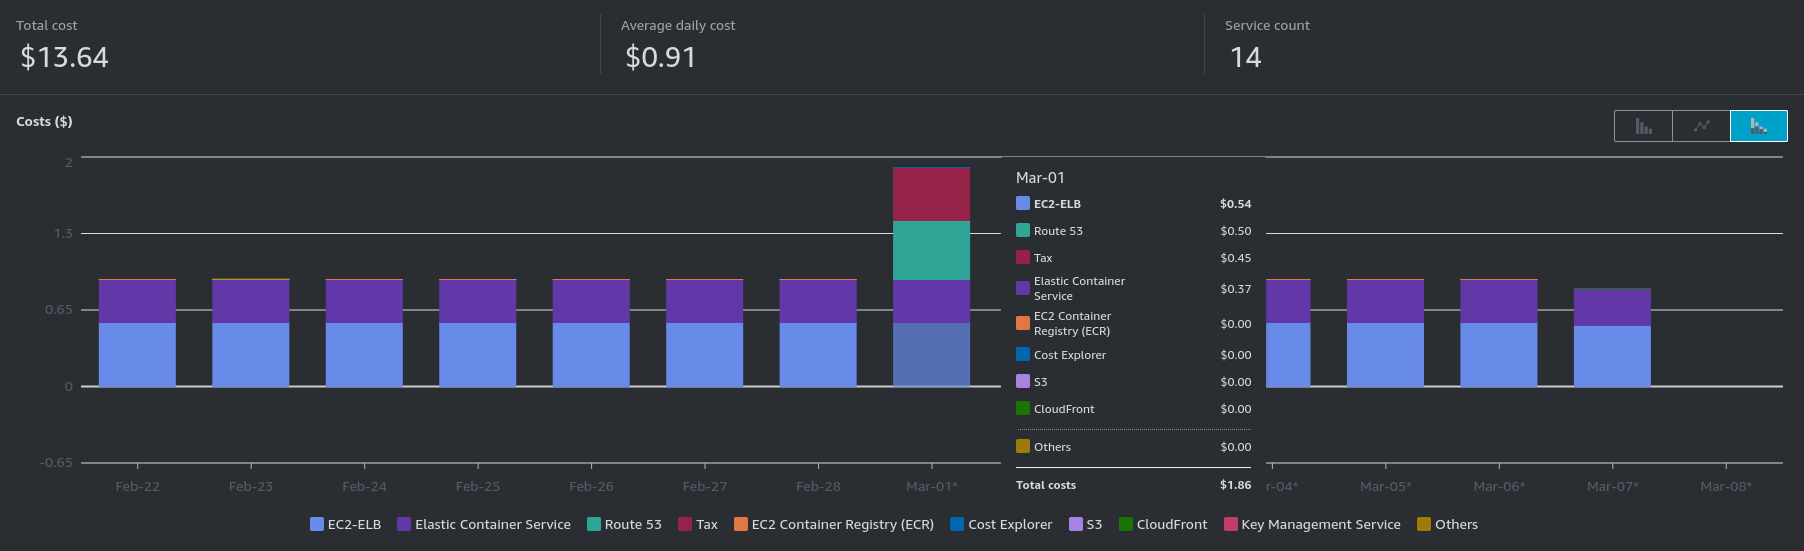 Total cost
$13.64
Average daily cost
$0.91
Service count
14
Costs ($)
2
1.3
0.65
0
-0.65
Mar-01
EC2-ELB $0.54
Route 53 $0.50
Tax $0.45
Elastic Container
Service $0.37
EC2 Container
Registry (ECR) $0.00
Cost Explorer $0.00
S3 $0.00
CloudFront $0.00
Others $0.00
Total costs $1.86
Feb-22 Feb-23 Feb-24 Feb-25 Feb-26 Feb-27 Feb-28 Mar-01* r-04* Mar-05* Mar-06* Mar-07* Mar-08*
EC2-ELB Elastic Container Service Route 53 Tax EC2 Container Registry (ECR) Cost Explorer S3 CloudFront Key Management Service Others